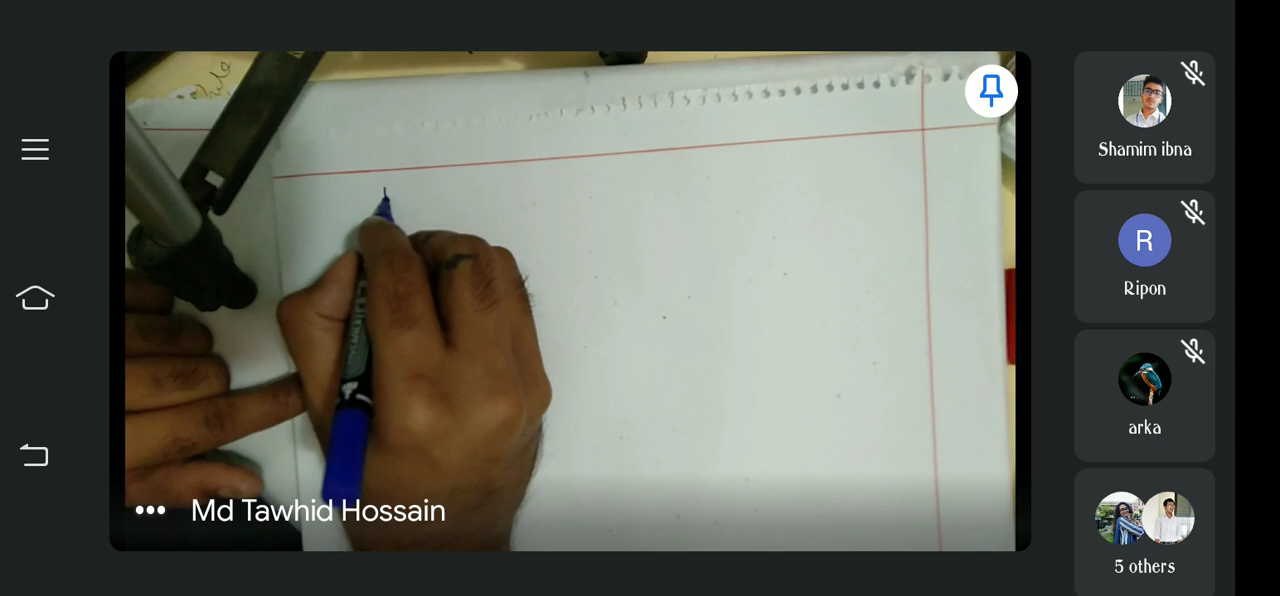 Shamim ibna
Ripon
arka
Md Tawhid Hossain
5 others
R